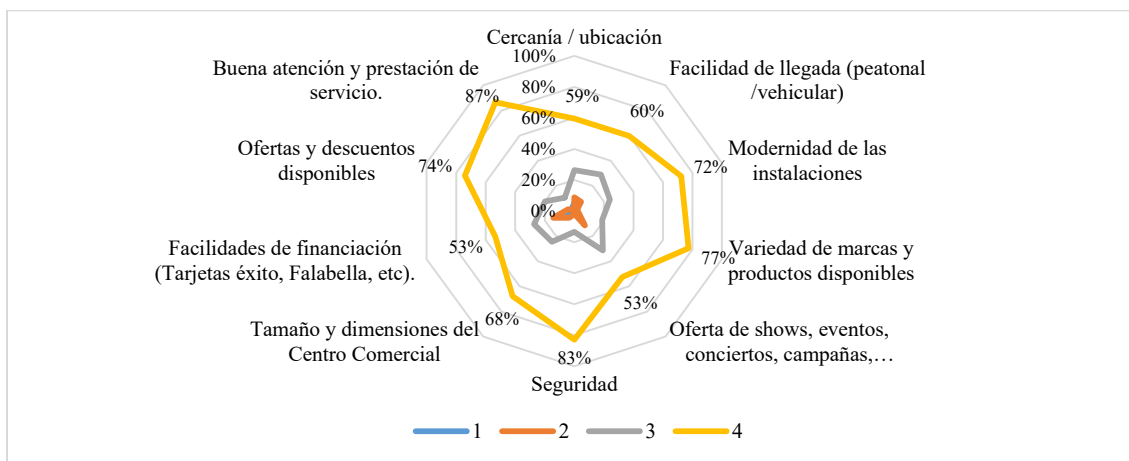 Cercanía / ubicación
100%
Buena atención y prestación de
servicio.
Facilidad de llegada (peatonal
/vehicular)
87%
80%
59%
60%
60%
Ofertas y descuentos
disponibles
74%
40%
Modernidad de las
instalaciones
72%
20%
0%
Facilidades de financiación
(Tarjetas éxito, Falabella, etc).
53%
Variedad de marcas y
productos disponibles
77%
Tamaño y dimensiones del
Centro Comercial
68%
53%
Oferta de shows, eventos,
conciertos, campañas,…
83%
Seguridad
1 2 3 4